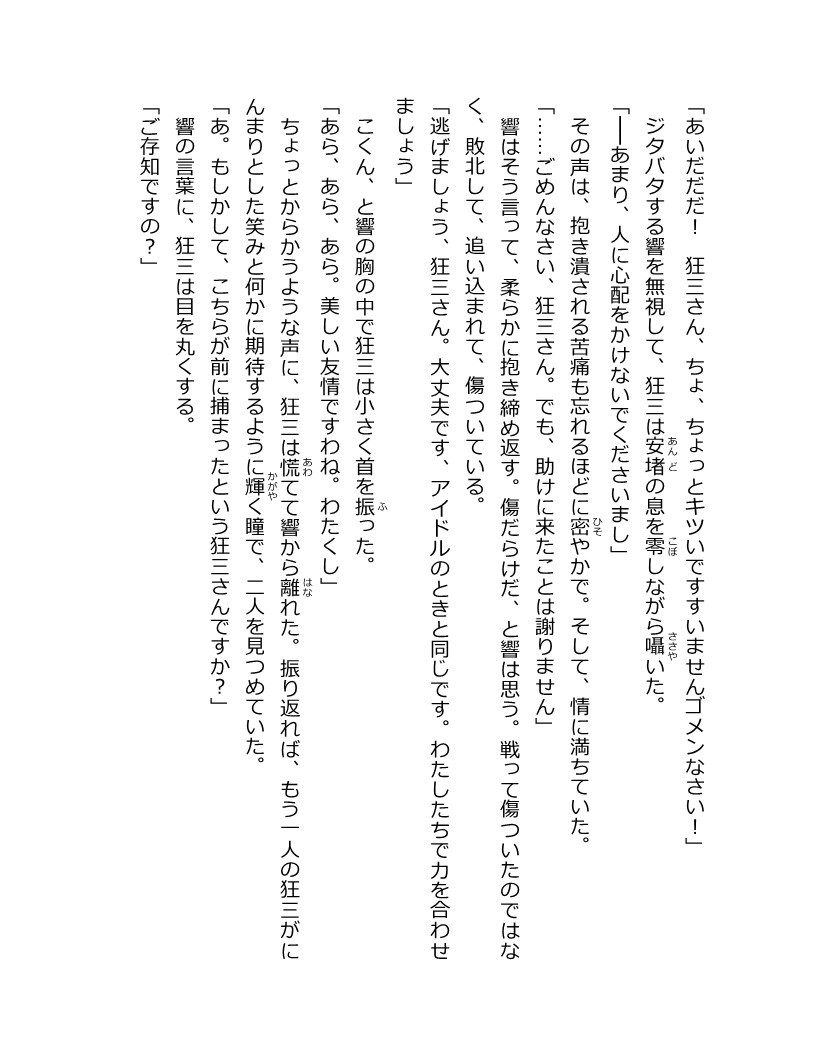 「あいだだだ！　狂三さん、ちょ、ちょっとキツいですすいませんゴメンなさい！」
　ジタバタする響を無視して、狂三は安堵の息を零しながら囁いた。
「──あまり、人に心配をかけないでくださいまし」
　その声は、抱き潰される苦痛も忘れるほどに密やかで。そして、情に満ちていた。
「……ごめんなさい、狂三さん。でも、助けに来たことは謝りません」
　響はそう言って、柔らかに抱き締め返す。傷だらけだ、と響は思う。戦って傷ついたのではな
く、敗北して、追い込まれて、傷ついている。
「逃げましょう、狂三さん。大丈夫です、アイドルのときと同じです。わたしたちで力を合わせ
ましょう」
　こくん、と響の胸の中で狂三は小さく首を振った。
「あら、あら、あら。美しい友情ですわね。わたくし」
　ちょっとからかうような声に、狂三は慌てて響から離れた。振り返れば、もう一人の狂三がに
んまりとした笑みと何かに期待するように輝く瞳で、二人を見つめていた。
「あ。もしかして、こちらが前に捕まったという狂三さんですか？」
　響の言葉に、狂三は目を丸くする。
「ご存知ですの？」